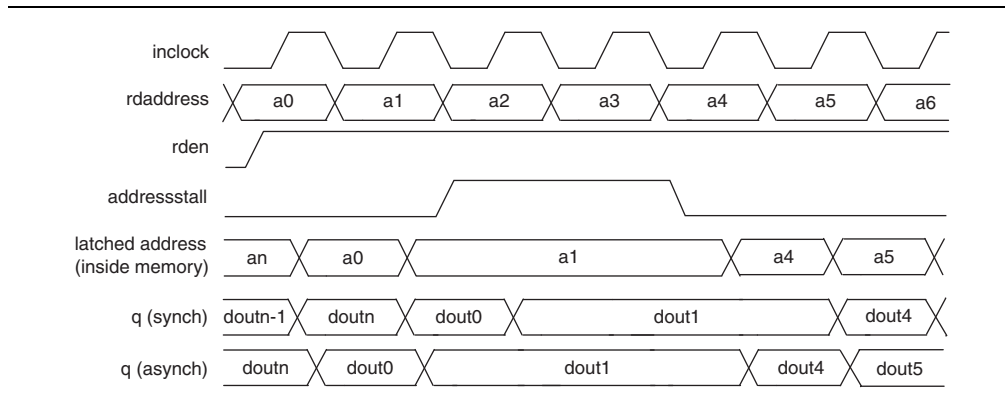 inclock
rdaddress a0 a1 a2 a3 a4 a5 a6
rden
addressstall
latched address
(inside memory) an a0 a1 a4 a5
q (synch) doutn-1 doutn dout0 dout1 dout4
q (asynch) doutn dout0 dout1 dout4 dout5